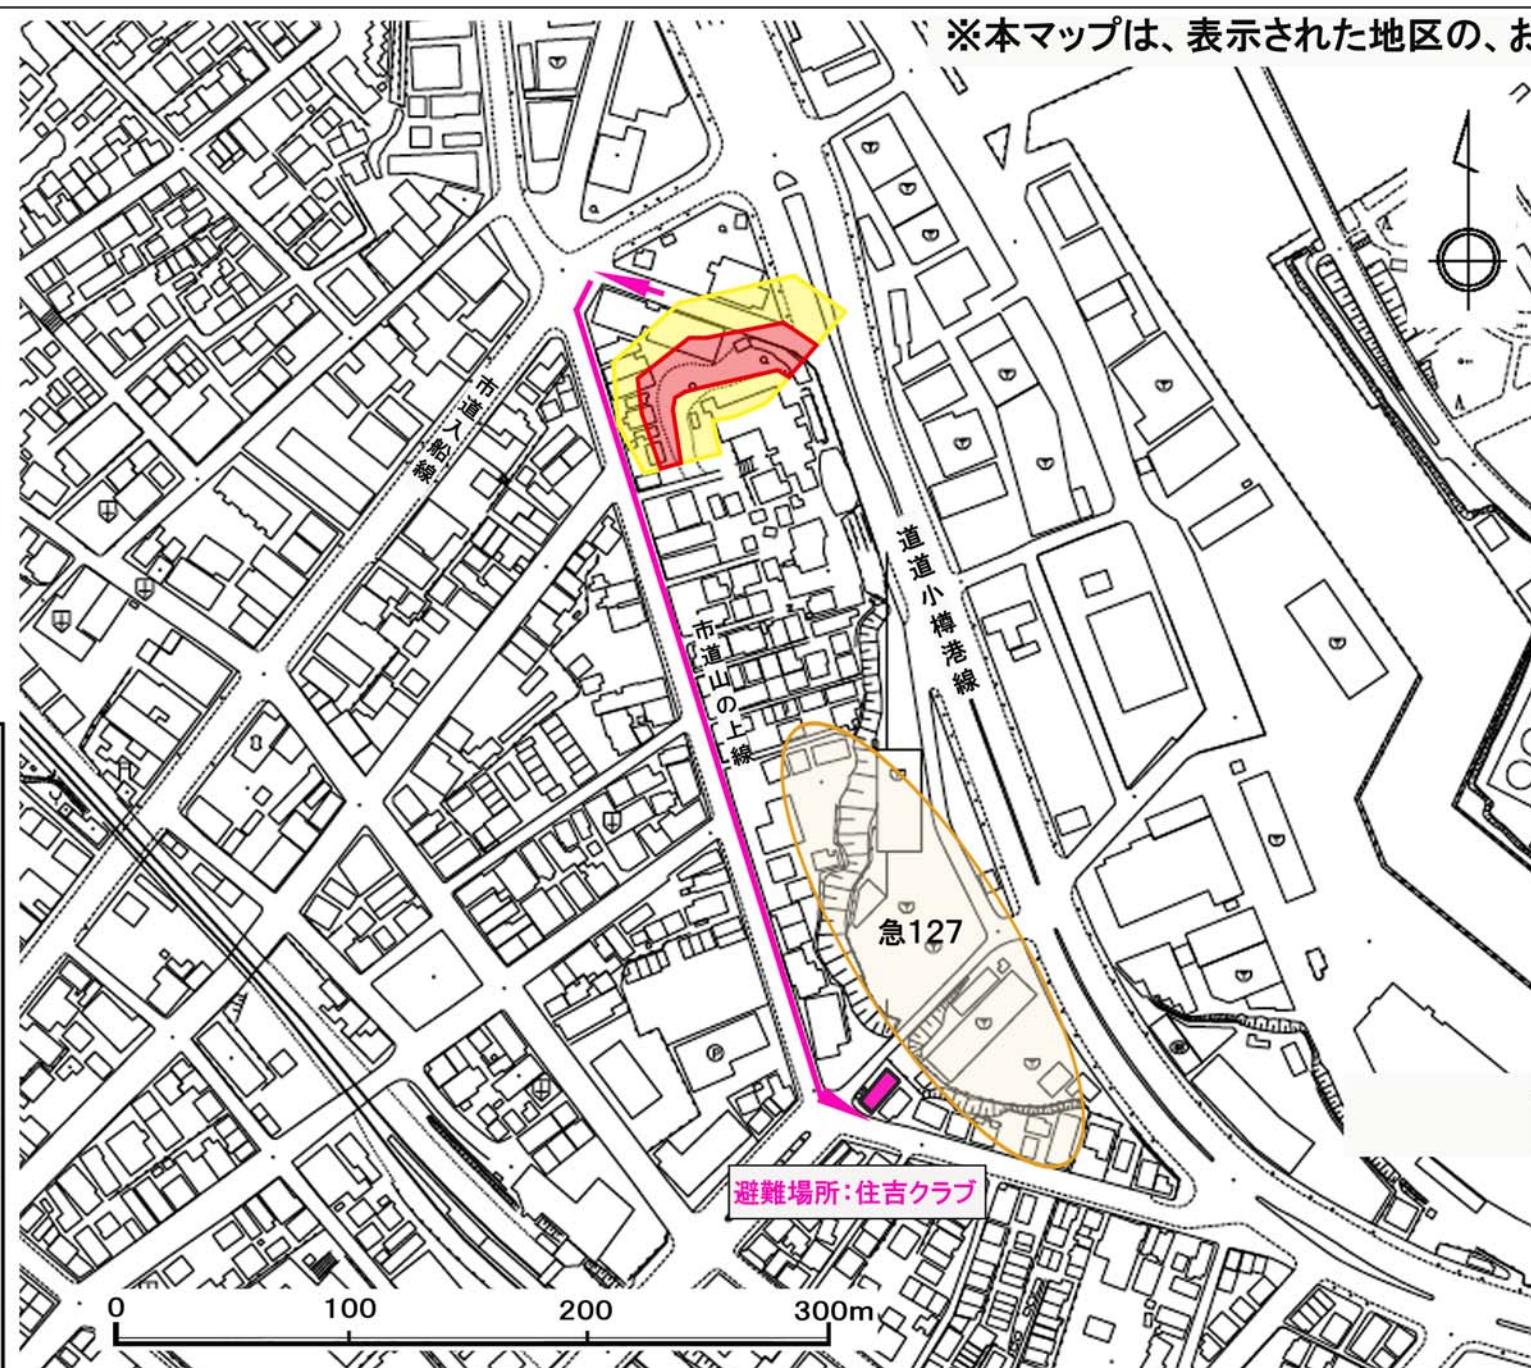 ※本マップは、表示された地区の、お
市道入船線
道道小樽港線
市道山の上線
急127
避難場所：住吉クラブ
0 100 200 300m